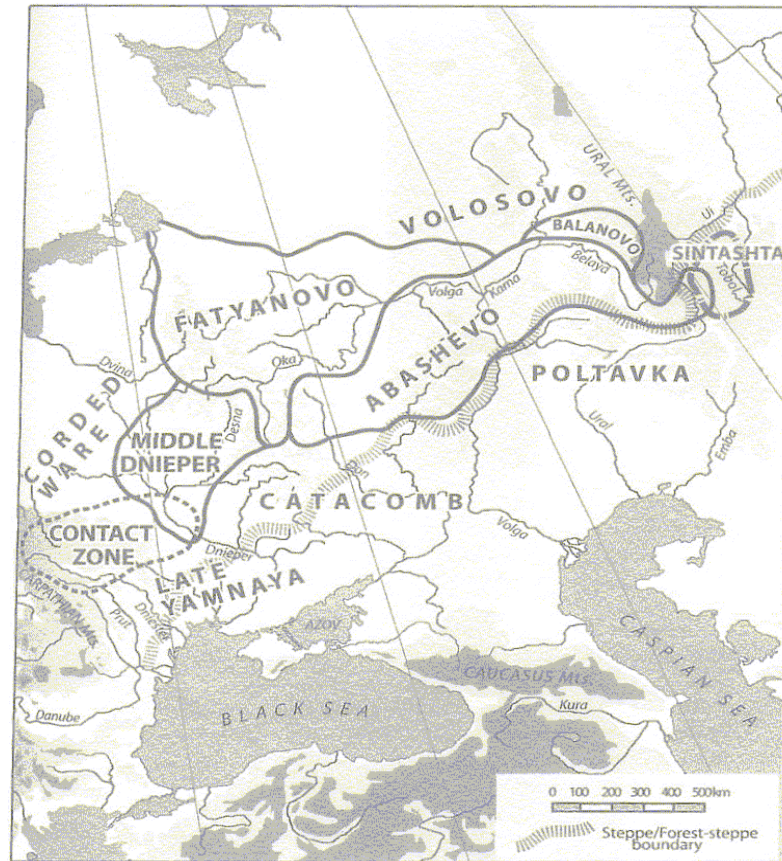 URAL Mts.
VOLOSOVO
Ui
BALANOVO
SINTASHTA
Tobol
Belaya
Volga
Kama
FATYANOVO
ABASHEVO
Oka
Dvina
POLTAVKA
CORDED
WARE
Desna
MIDDLE
DNIEPER
Ural
Emba
Don
CATACOMB
CONTACT
ZONE
Dnieper
Volga
LATE
YAMNAYA
CARPATHIAN Mts.
Prut
Dniester
AZOV
CASPIAN SEA
CAUCASUS Mts.
Danube
BLACK SEA
Kura
0 100 200 300 400 500km
Steppe/Forest-steppe
boundary